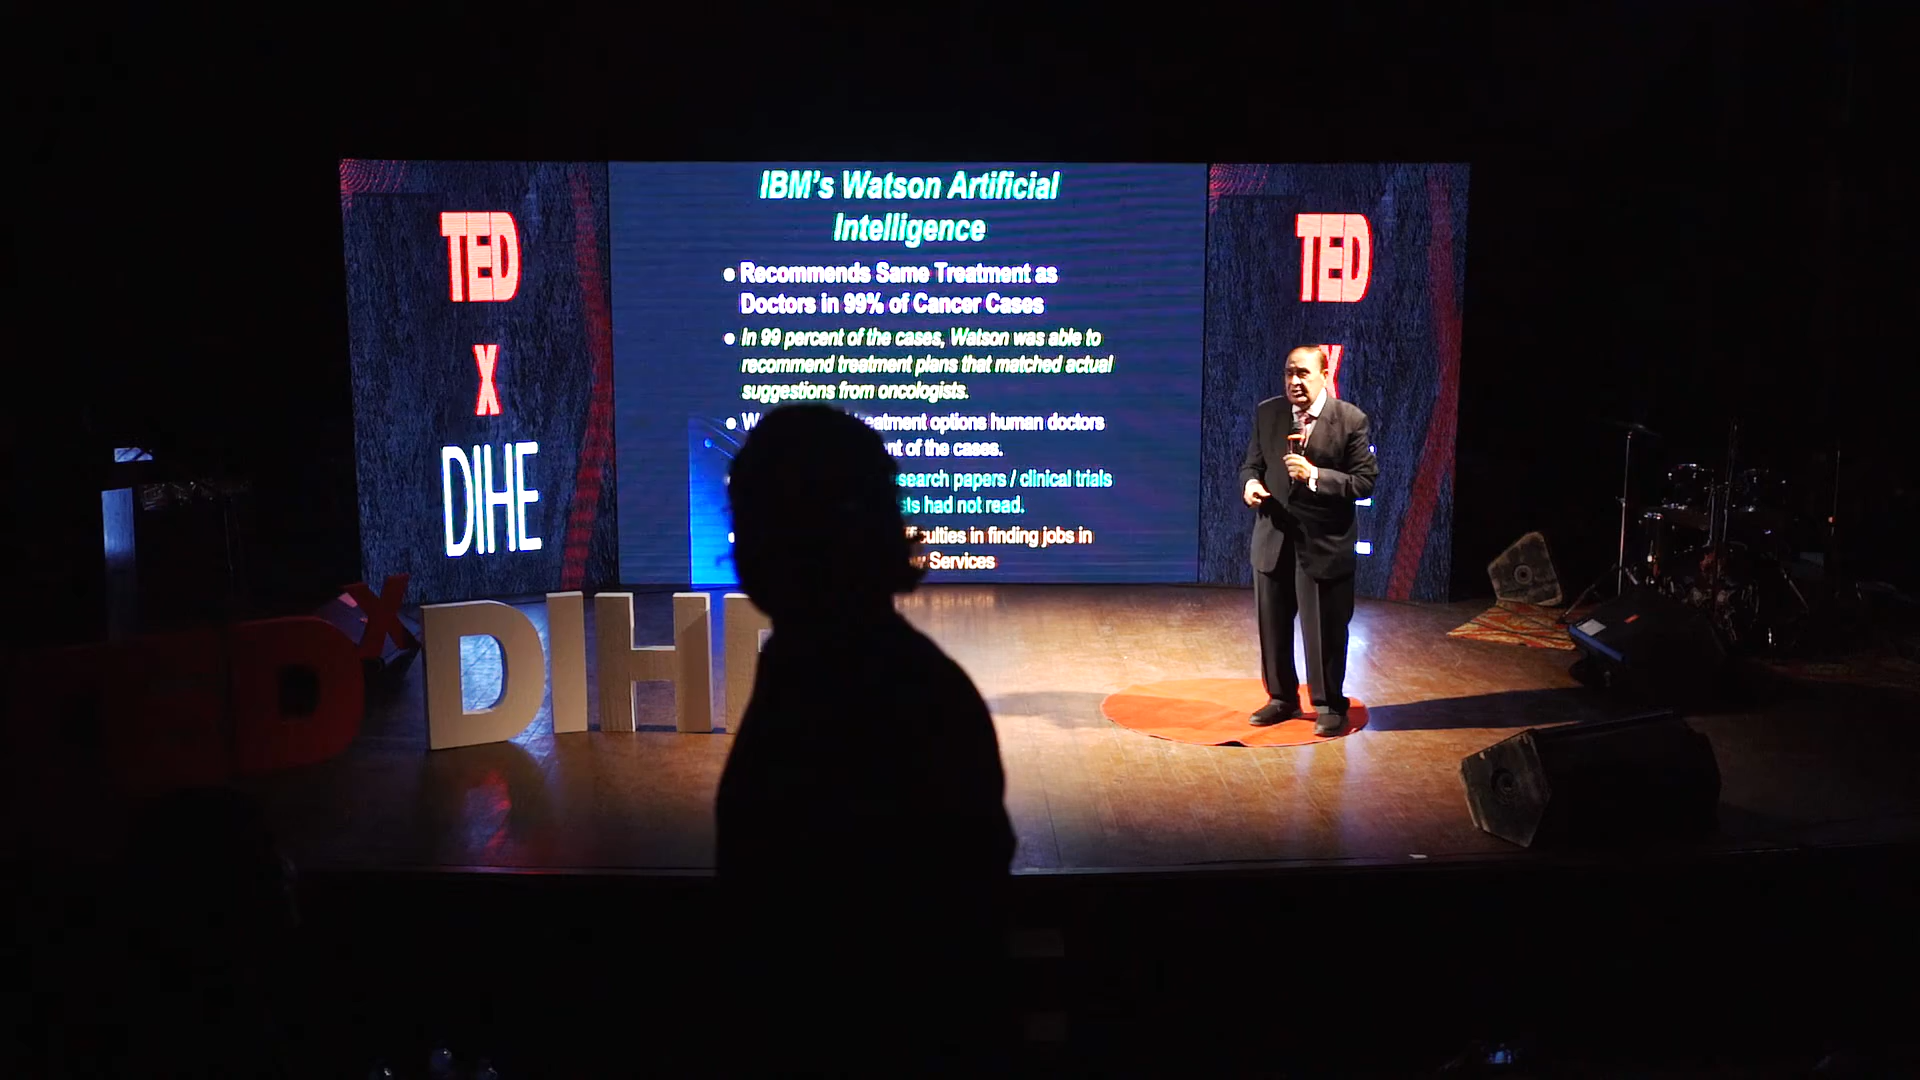 TED
X
DIHE
IBM's Watson Artificial
Intelligence
• Recommends Same Treatment as
Doctors in 99% of Cancer Cases
• In 99 percent of the cases, Watson was able to
recommend treatment plans that matched actual
suggestions from oncologists.
• treatment options human doctors
of the cases.
research papers / clinical trials
had not read.
difficulties in finding jobs in
Services
TED
X
TEDx
DIHE